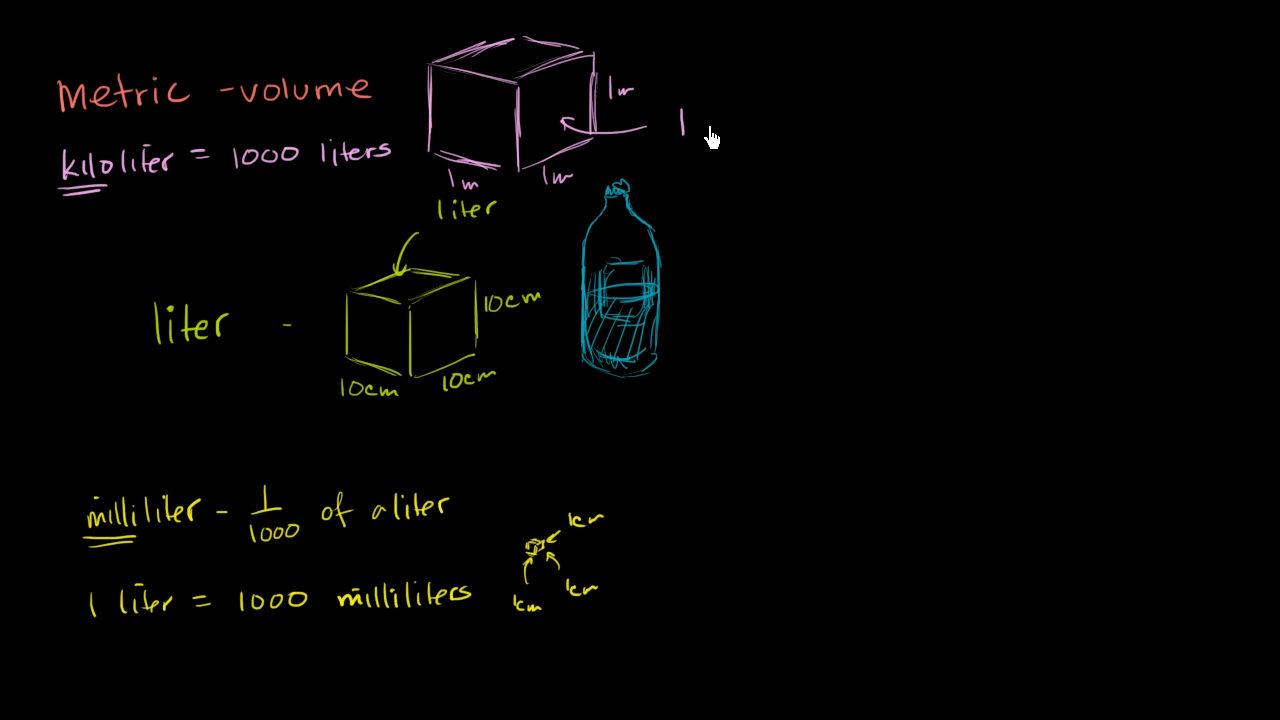 Metric - volume
kiloliter = 1000 liters
1m
1m
1m
1
liter
liter -
10cm
10cm
10cm
milliliter - 1/1000 of a liter
1 liter = 1000 milliliters
1cm
1cm
1cm